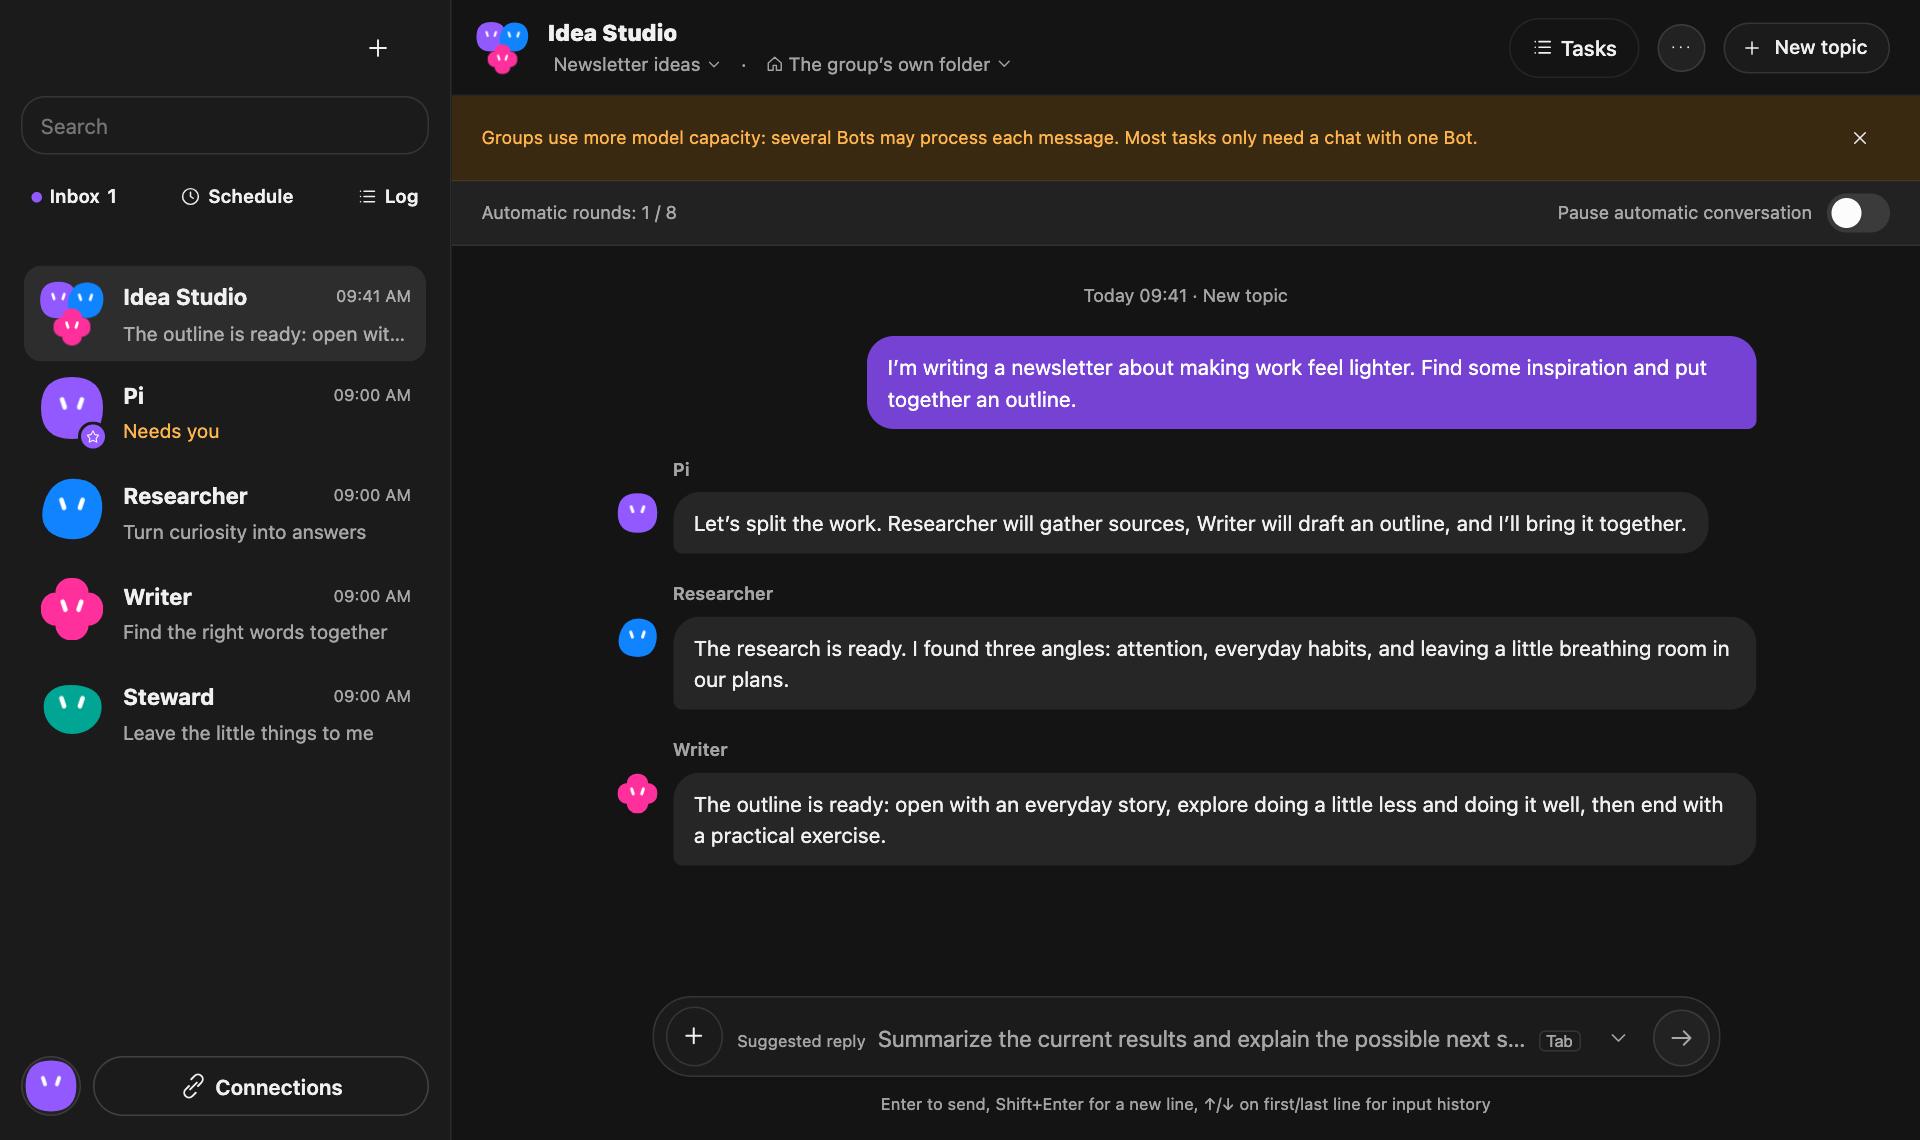 Search
Inbox 1
Schedule
Log
Idea Studio
09:41 AM
The outline is ready: open wit...
Pi
09:00 AM
Needs you
Researcher
09:00 AM
Turn curiosity into answers
Writer
09:00 AM
Find the right words together
Steward
09:00 AM
Leave the little things to me
Connections
Idea Studio
Newsletter ideas · The group’s own folder
Tasks
New topic
Groups use more model capacity: several Bots may process each message. Most tasks only need a chat with one Bot.
Automatic rounds: 1 / 8
Pause automatic conversation
Today 09:41 · New topic
I’m writing a newsletter about making work feel lighter. Find some inspiration and put
together an outline.
Pi
Let’s split the work. Researcher will gather sources, Writer will draft an outline, and I’ll bring it together.
Researcher
The research is ready. I found three angles: attention, everyday habits, and leaving a little breathing room in
our plans.
Writer
The outline is ready: open with an everyday story, explore doing a little less and doing it well, then end with
a practical exercise.
Suggested reply Summarize the current results and explain the possible next s... Tab
Enter to send, Shift+Enter for a new line, ↑/↓ on first/last line for input history